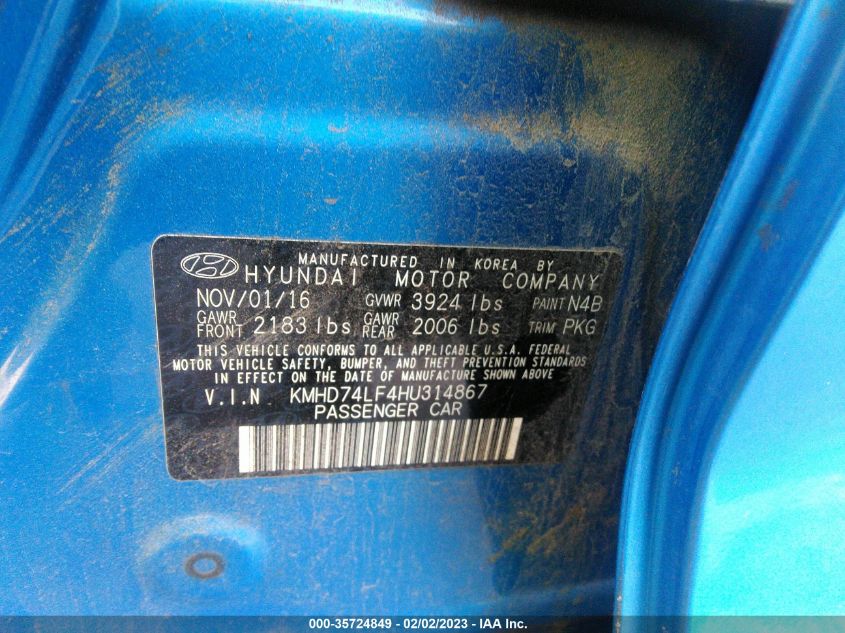 MANUFACTURED IN KOREA BY
HYUNDAI MOTOR COMPANY
NOV/01/16 GVWR 3924 lbs PAINT N4B
GAWR FRONT 2183 lbs GAWR REAR 2006 lbs TRIM PKG
THIS VEHICLE CONFORMS TO ALL APPLICABLE U.S.A. FEDERAL
MOTOR VEHICLE SAFETY, BUMPER, AND THEFT PREVENTION STANDARDS
IN EFFECT ON THE DATE OF MANUFACTURE SHOWN ABOVE
V.I.N KMHD74LF4HU314867
PASSENGER CAR
000-35724849 - 02/02/2023 - IAA Inc.